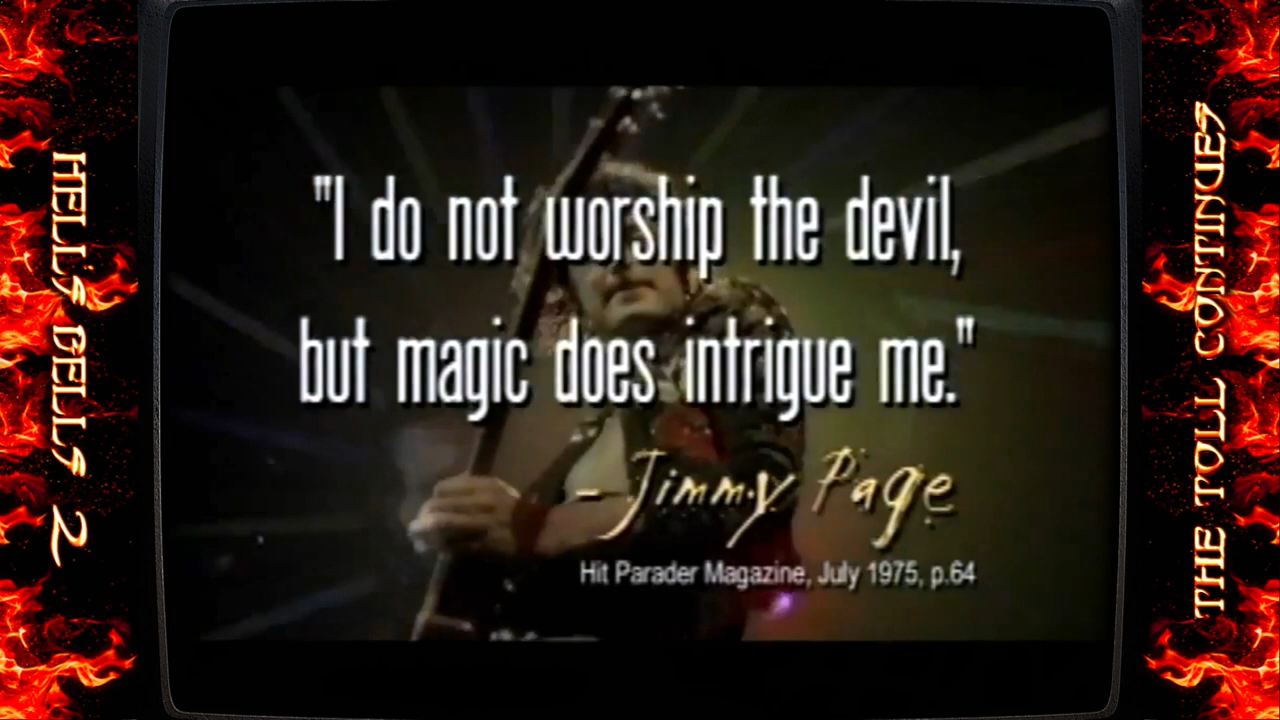 HELL'S BELLS 2
"I do not worship the devil,
but magic does intrigue me."
- Jimmy Page
Hit Parader Magazine, July 1975, p.64
THE TOLL CONTINUES